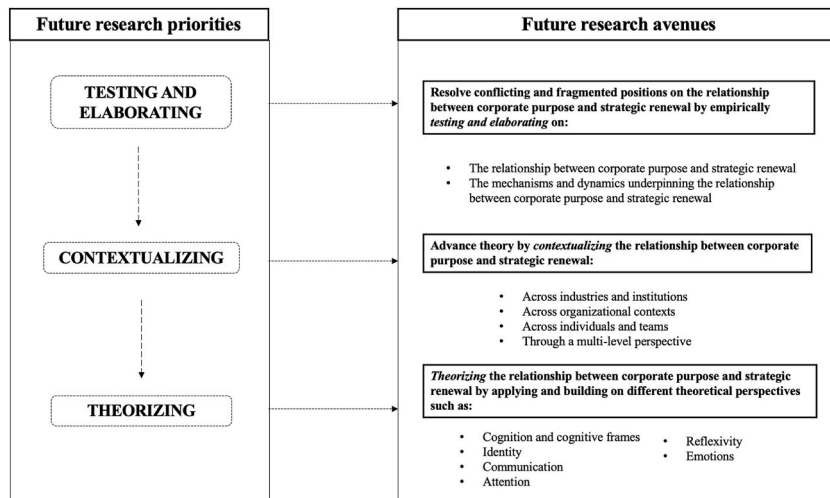 Future research priorities
Future research avenues
TESTING AND
ELABORATING
Resolve conflicting and fragmented positions on the relationship
between corporate purpose and strategic renewal by empirically
testing and elaborating on:
• The relationship between corporate purpose and strategic renewal
• The mechanisms and dynamics underpinning the relationship
between corporate purpose and strategic renewal
CONTEXTUALIZING
Advance theory by contextualizing the relationship between corporate
purpose and strategic renewal:
• Across industries and institutions
• Across organizational contexts
• Across individuals and teams
• Through a multi-level perspective
THEORIZING
Theorizing the relationship between corporate purpose and strategic
renewal by applying and building on different theoretical perspectives
such as:
• Cognition and cognitive frames
• Identity
• Communication
• Attention
• Reflexivity
• Emotions